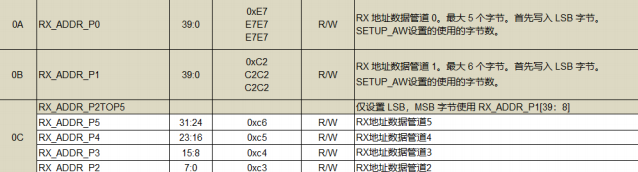 0A RX_ADDR_P0 39:0 0xE7 R/W RX 地址数据管道 0。最大 5 个字节。首先写入 LSB 字节。
E7E7 SETUP_AW设置的使用的字节数。
E7E7
0B RX_ADDR_P1 39:0 0xC2 R/W RX 地址数据管道 1。最大 6 个字节。首先写入 LSB 字节。
C2C2 SETUP_AW设置的使用的字节数。
C2C2
RX_ADDR_P2TOP5 仅设置 LSB，MSB 字节使用 RX_ADDR_P1[39：8]
0C RX_ADDR_P5 31:24 0xc6 R/W RX地址数据管道5
RX_ADDR_P4 23:16 0xc5 R/W RX地址数据管道4
RX_ADDR_P3 15:8 0xc4 R/W RX地址数据管道3
RX_ADDR_P2 7:0 0xc3 R/W RX地址数据管道2